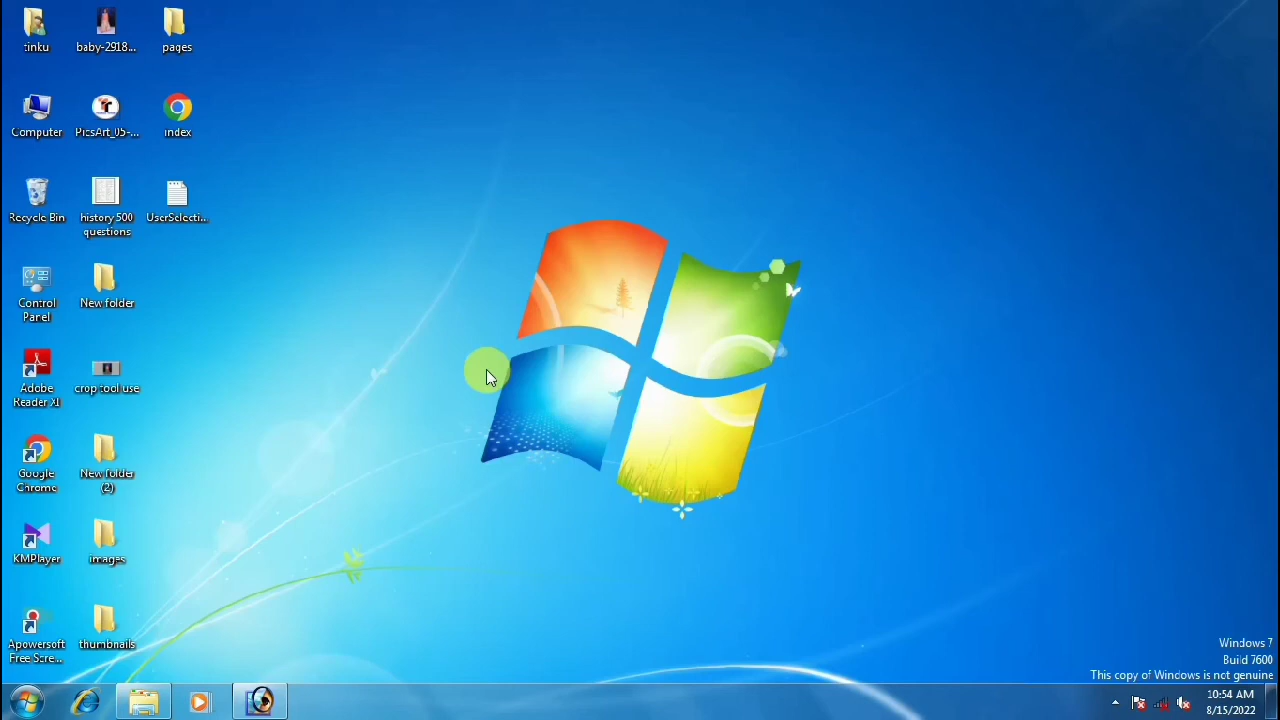 tinku
baby-2918...
pages
Computer
PicsArt_05-...
index
Recycle Bin
history 500
questions
UserSelecti...
Control
Panel
New folder
Adobe
Reader XI
crop tool use
Google
Chrome
New folder
(2)
KMPlayer
images
Apowersoft
Free Scre...
thumbnails
Windows 7
Build 7600
This copy of Windows is not genuine
10:54 AM
8/15/2022